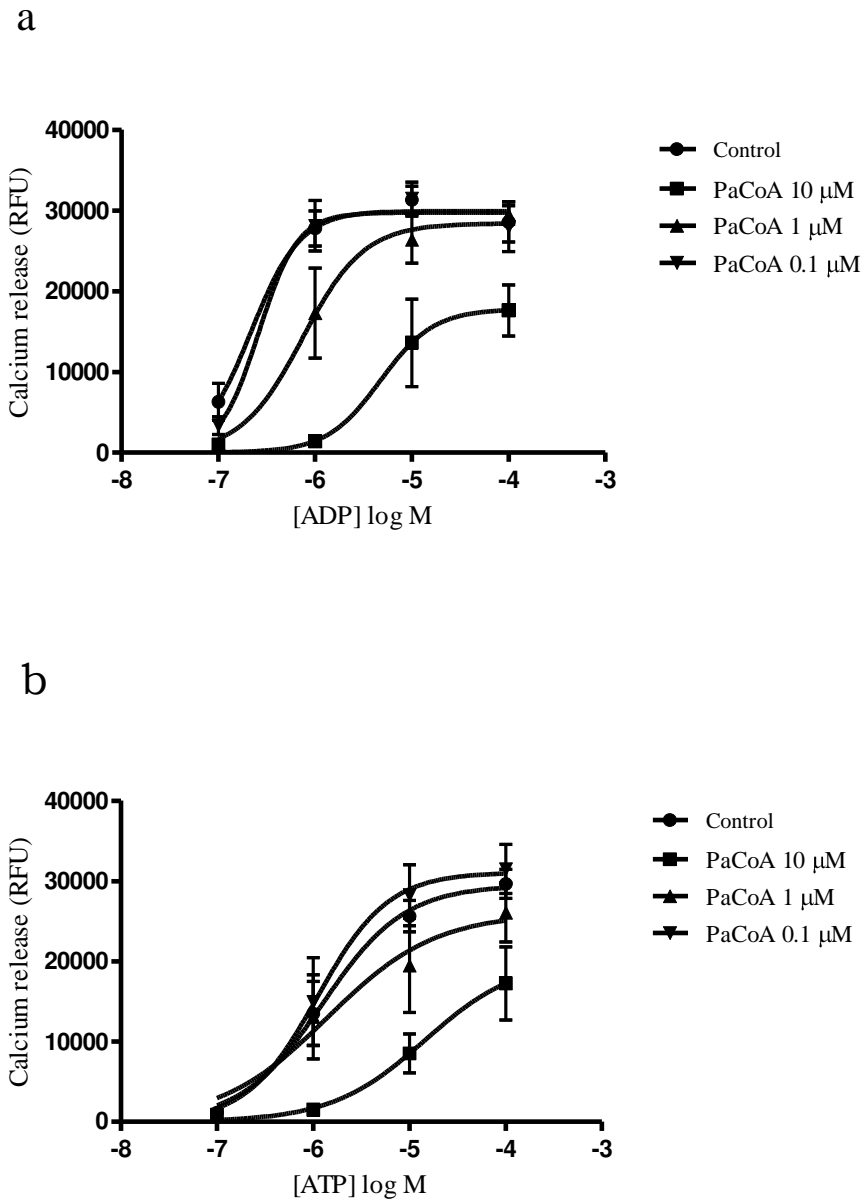 a
40000
30000
20000
10000
0
-8 -7 -6 -5 -4 -3
Calcium release (RFU)
[ADP] log M
Control
PaCoA 10 μM
PaCoA 1 μM
PaCoA 0.1 μM
b
40000
30000
20000
10000
0
-8 -7 -6 -5 -4 -3
Calcium release (RFU)
[ATP] log M
Control
PaCoA 10 μM
PaCoA 1 μM
PaCoA 0.1 μM